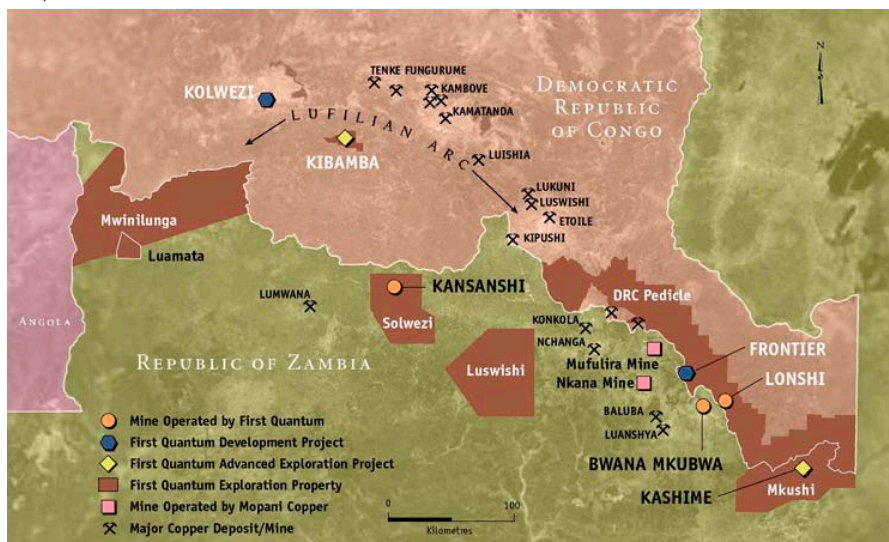 TENKE FUNGURUME
KOLWEZI
KAMBOVE
KAMATANDA
DEMOCRATIC
REPUBLIC
OF CONGO
N
LUFILIAN ARC
KIBAMBA
LUISHIA
LUKUNI
LUSWISHI
ETOILE
KIPUSHI
Mwinilunga
Luamata
KANSANSHI
LUMWANA
Solwezi
DRC Pedicle
ANGOLA
KONKOLA
NCHANGA
REPUBLIC OF ZAMBIA
Luswishi
Mufulira Mine
Nkana Mine
FRONTIER
LONSHI
BALUBA
LUANSHYA
BWANA MKUBWA
KASHIME
Mkushi
Mine Operated by First Quantum
First Quantum Development Project
First Quantum Advanced Exploration Project
First Quantum Exploration Property
Mine Operated by Mopani Copper
Major Copper Deposit/Mine
0 100
Kilometres